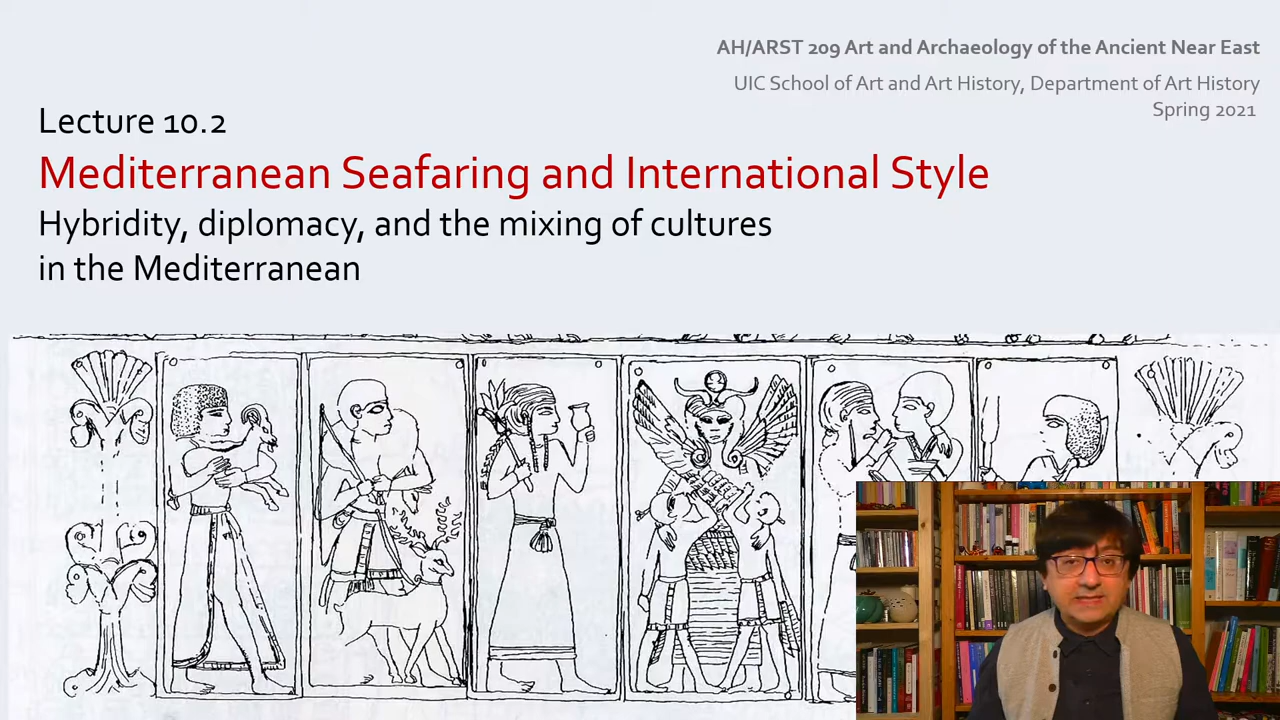 AH/ARST 209 Art and Archaeology of the Ancient Near East
UIC School of Art and Art History, Department of Art History
Spring 2021
Lecture 10.2
Mediterranean Seafaring and International Style
Hybridity, diplomacy, and the mixing of cultures
in the Mediterranean